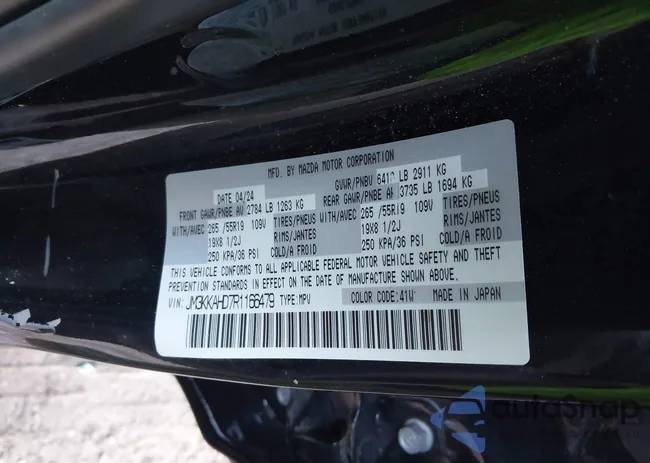 MFD. BY MAZDA MOTOR CORPORATION
DATE 04/24 GVWR/PNBV 6418 LB 2911 KG
FRONT GAWR/PNBE AV 2784 LB 1263 KG REAR GAWR/PNBE AR 3735 LB 1694 KG
WITH/AVEC 265 /55R19 109V TIRES/PNEUS WITH/AVEC 265 /55R19 109V TIRES/PNEUS
19X8 1/2J RIMS/JANTES 19X8 1/2J RIMS/JANTES
250 KPA/36 PSI COLD/A FROID 250 KPA/36 PSI COLD/A FROID
THIS VEHICLE CONFORMS TO ALL APPLICABLE FEDERAL MOTOR VEHICLE SAFETY AND THEFT
PREVENTION STANDARDS IN EFFECT ON THE DATE OF MANUFACTURE SHOWN ABOVE.
VIN: JM3KKAHD7R1166479 TYPE:MPV COLOR CODE:41W MADE IN JAPAN
autoSnap